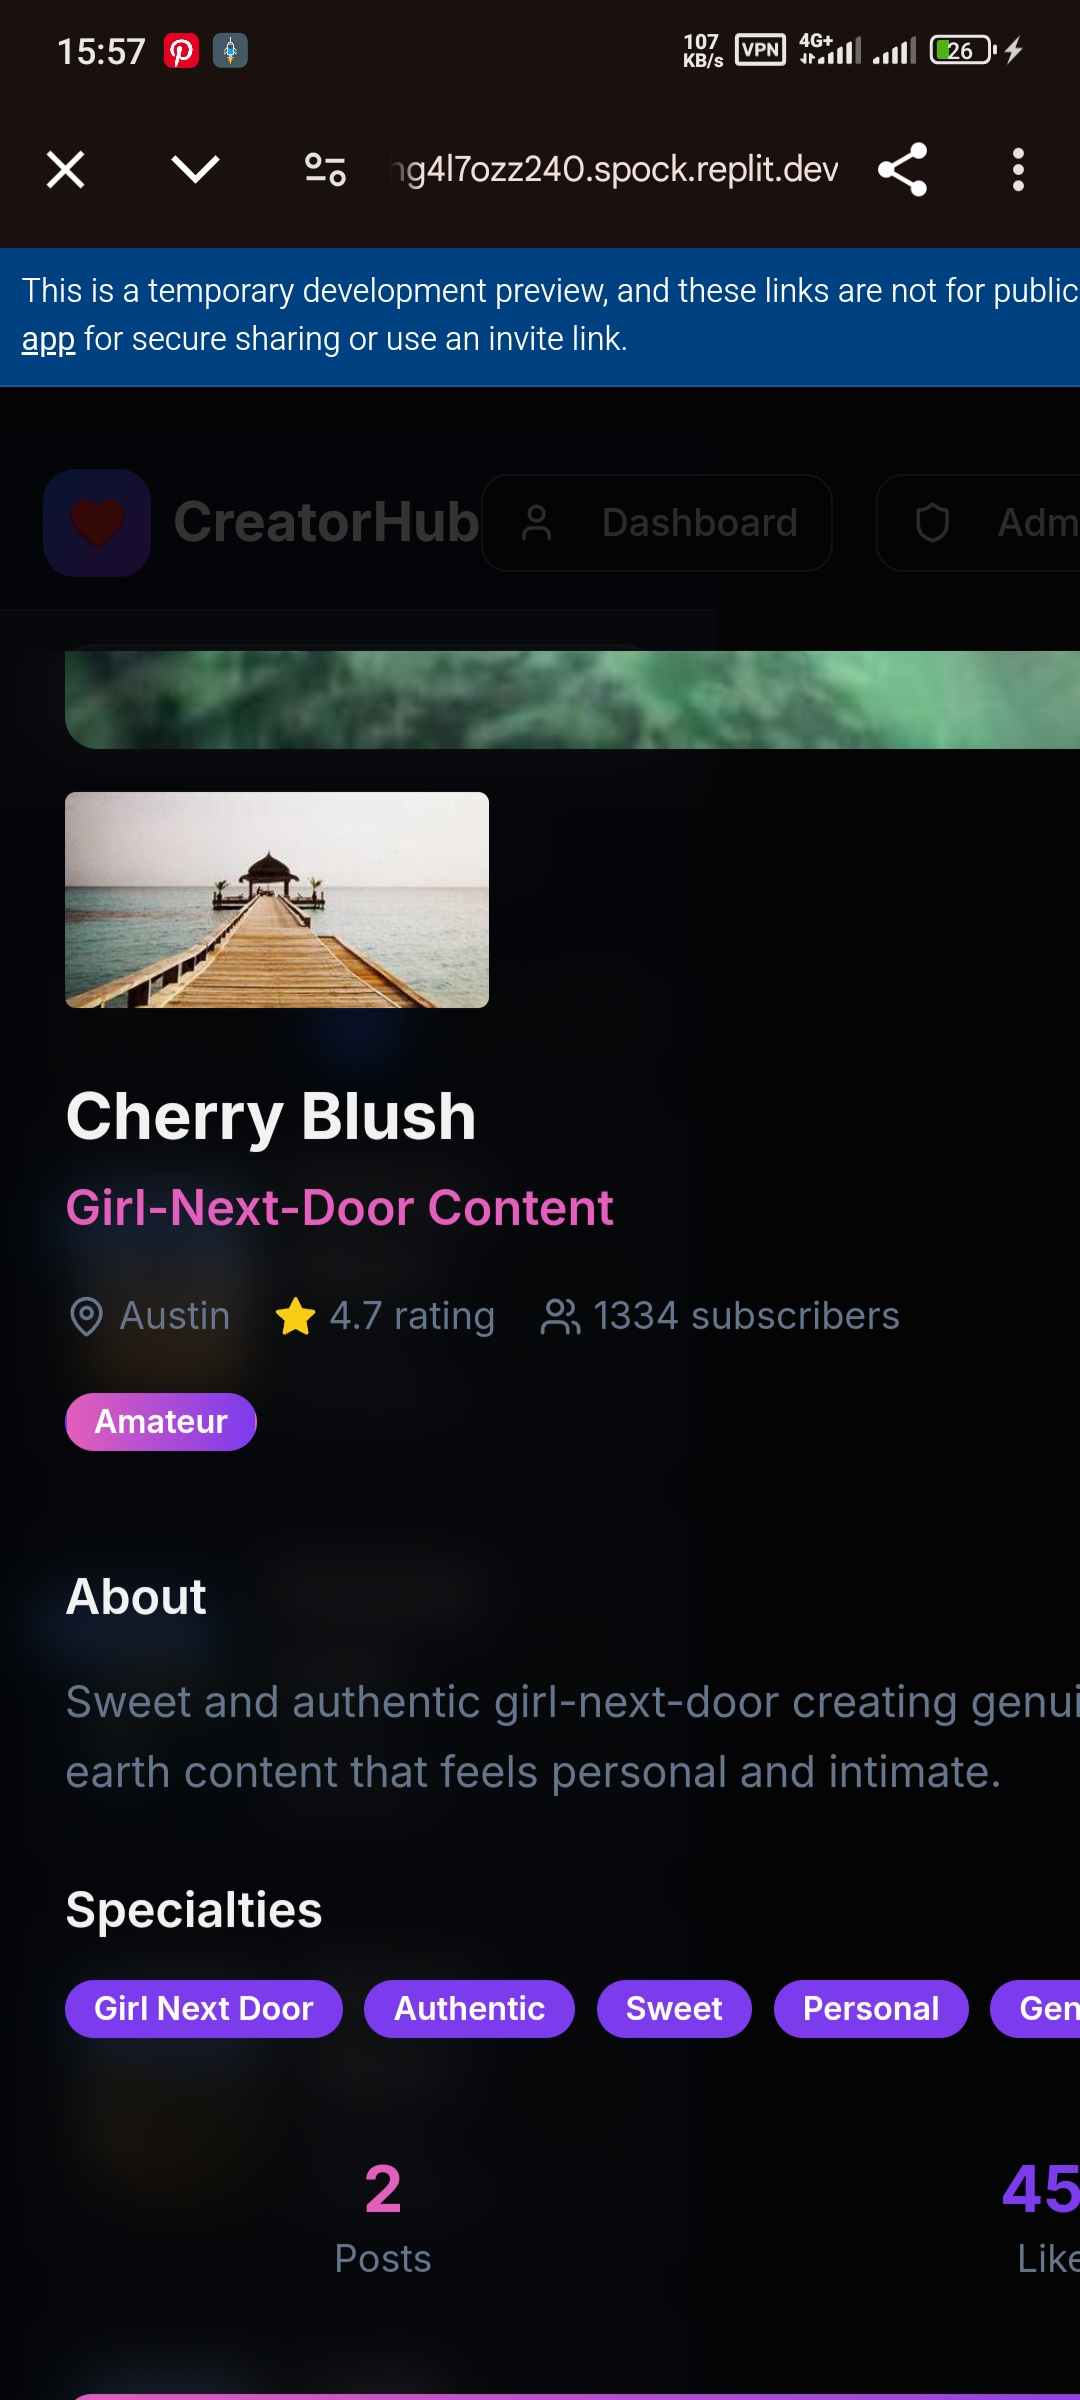 15:57
107
KB/s
VPN
4G+
26
ng4l7ozz240.spock.replit.dev
This is a temporary development preview, and these links are not for public
app for secure sharing or use an invite link.
CreatorHub
Dashboard
Adm
Cherry Blush
Girl-Next-Door Content
Austin
4.7 rating
1334 subscribers
Amateur
About
Sweet and authentic girl-next-door creating genui
earth content that feels personal and intimate.
Specialties
Girl Next Door
Authentic
Sweet
Personal
Gen
2
45
Posts
Like